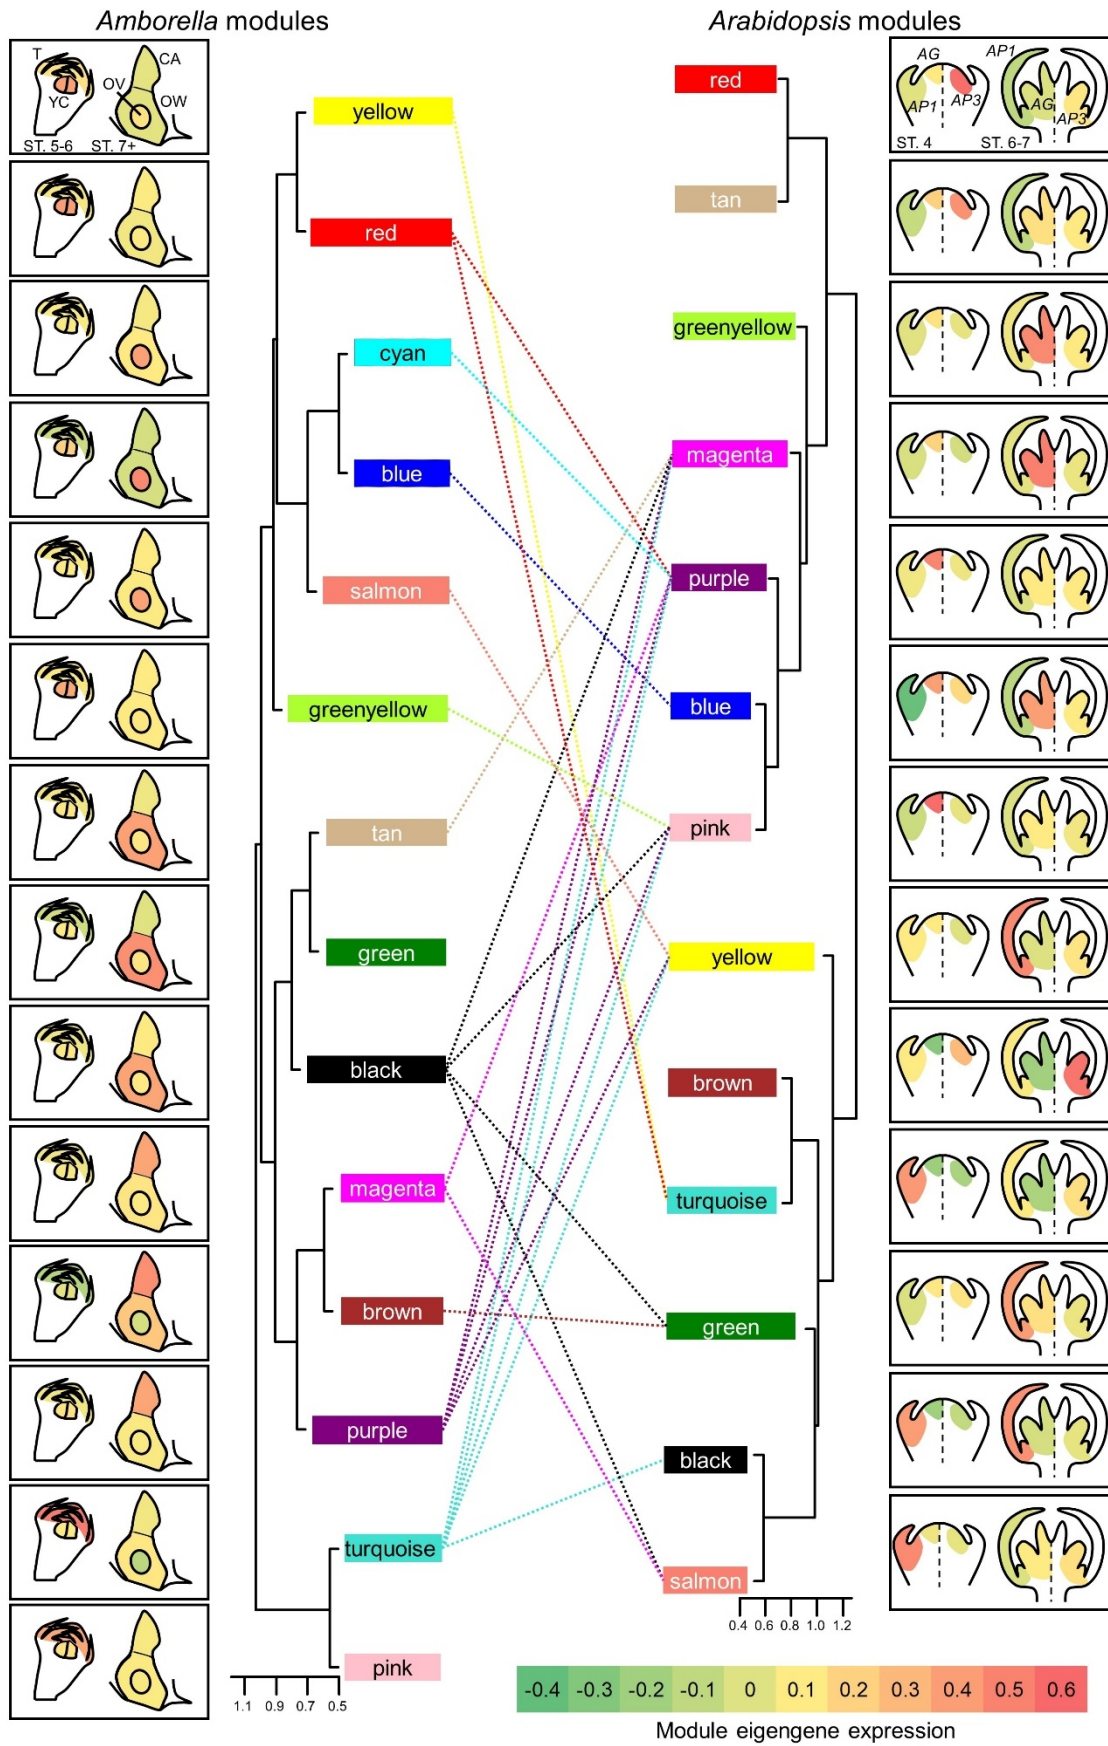 Amborella modules
Arabidopsis modules
T
CA
OV
YC
OW
ST. 5-6
ST. 7+
AG
AP1
AP1
AP3
AG
AP3
ST. 4
ST. 6-7
yellow
red
cyan
blue
salmon
greenyellow
tan
green
black
magenta
brown
purple
turquoise
pink
1.1 0.9 0.7 0.5
red
tan
greenyellow
magenta
purple
blue
pink
yellow
brown
turquoise
green
black
salmon
0.4 0.6 0.8 1.0 1.2
-0.4 -0.3 -0.2 -0.1 0 0.1 0.2 0.3 0.4 0.5 0.6
Module eigengene expression